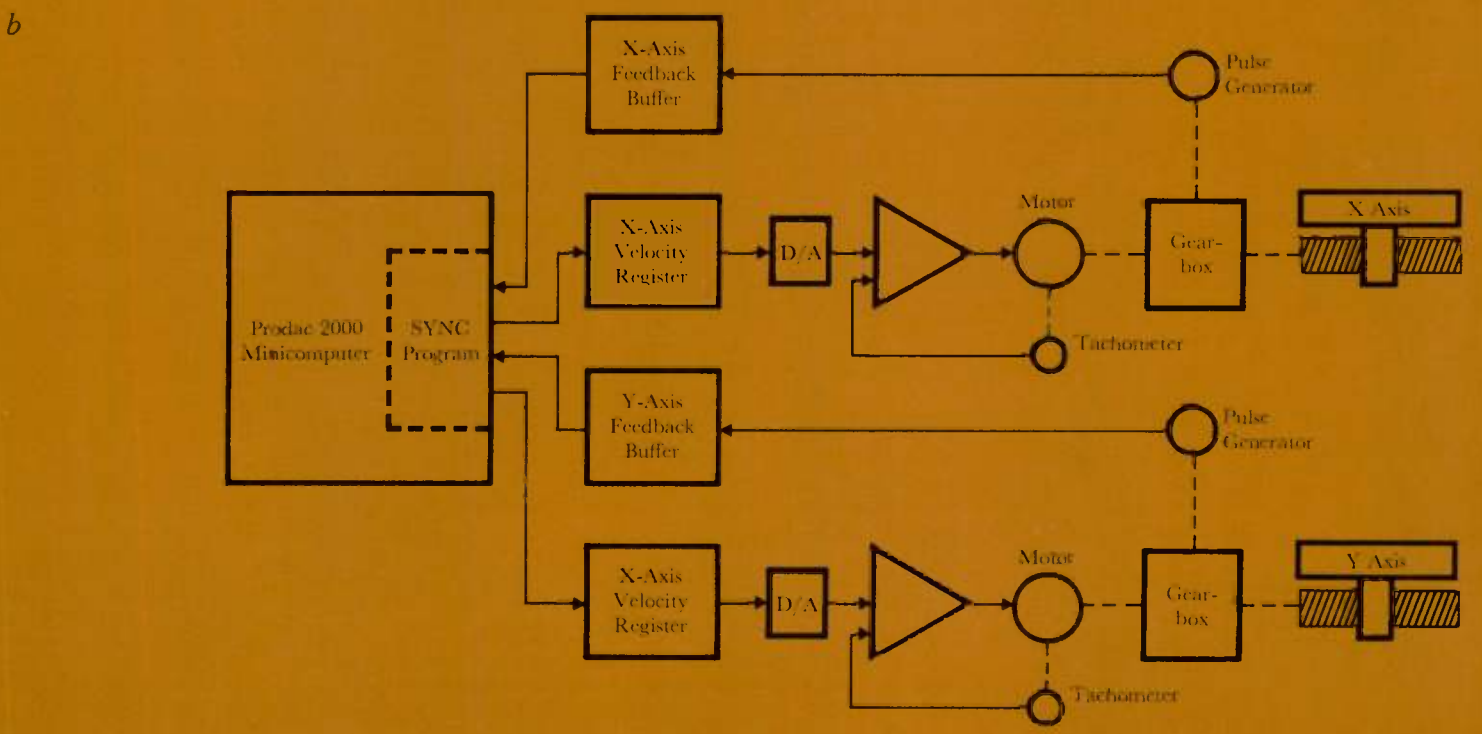 b
X-Axis
Feedback
Buffer
Pulse
Generator
X-Axis
Velocity
Register
D/A
Motor
Gear-
box
X Axis
Tachometer
Prodac 2000
Minicomputer
SYNC
Program
Y-Axis
Feedback
Buffer
Pulse
Generator
X-Axis
Velocity
Register
D/A
Motor
Gear-
box
Y Axis
Tachometer